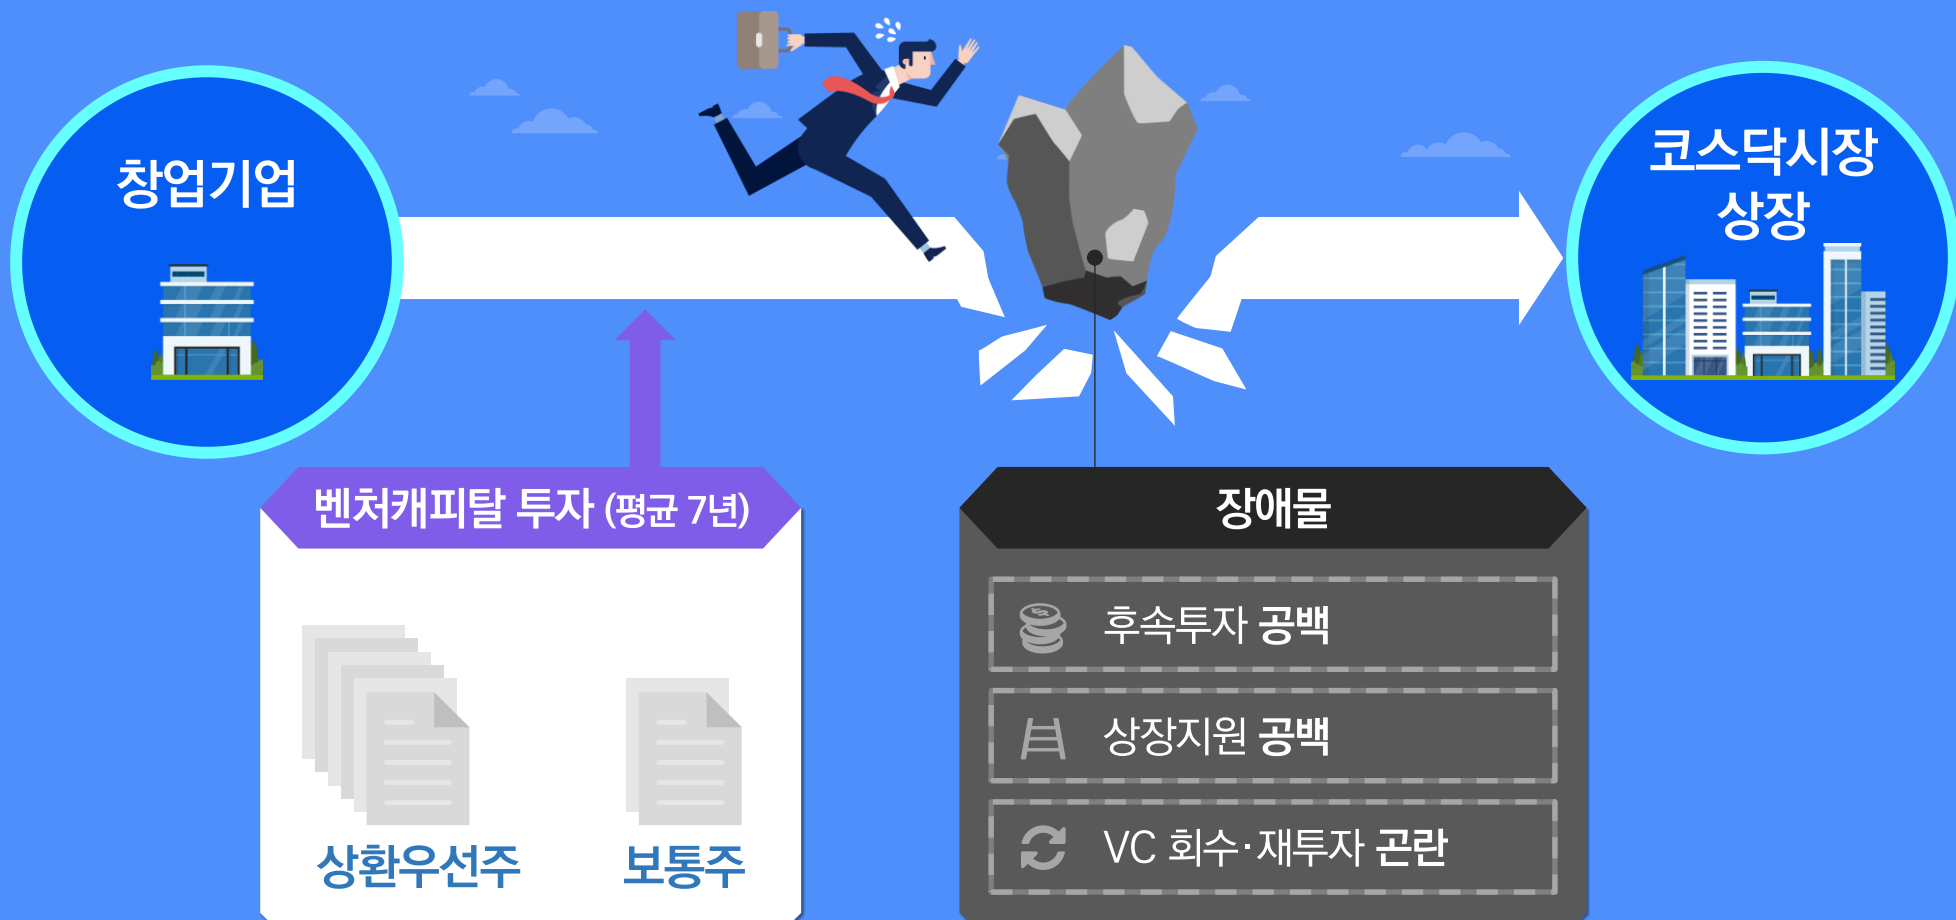 창업기업
코스닥시장
상장
벤처캐피탈 투자 (평균 7년)
상환우선주
보통주
장애물
후속투자 공백
상장지원 공백
VC 회수·재투자 곤란